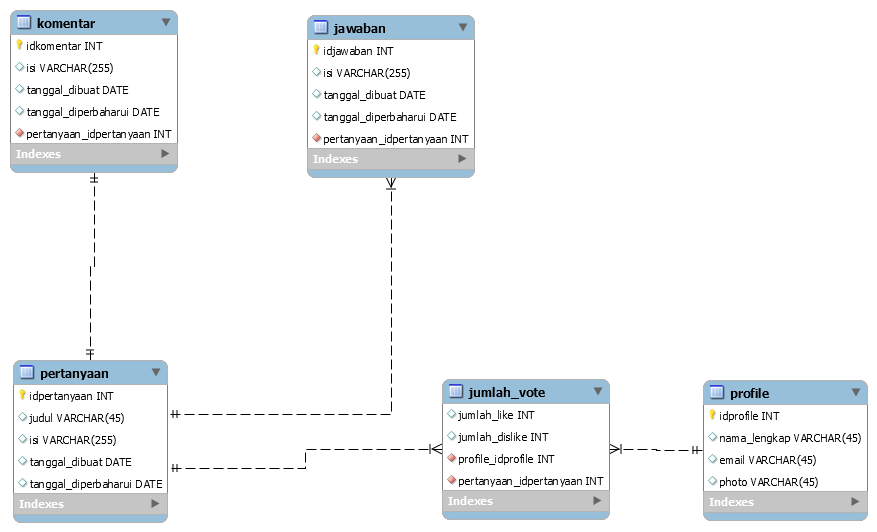 komentar
idkomentar INT
isi VARCHAR(255)
tanggal_dibuat DATE
tanggal_diperbaharui DATE
pertanyaan_idpertanyaan INT
Indexes
jawaban
idjawaban INT
isi VARCHAR(255)
tanggal_dibuat DATE
tanggal_diperbaharui DATE
pertanyaan_idpertanyaan INT
Indexes
pertanyaan
idpertanyaan INT
judul VARCHAR(45)
isi VARCHAR(255)
tanggal_dibuat DATE
tanggal_diperbaharui DATE
Indexes
jumlah_vote
jumlah_like INT
jumlah_dislike INT
profile_idprofile INT
pertanyaan_idpertanyaan INT
Indexes
profile
idprofile INT
nama_lengkap VARCHAR(45)
email VARCHAR(45)
photo VARCHAR(45)
Indexes